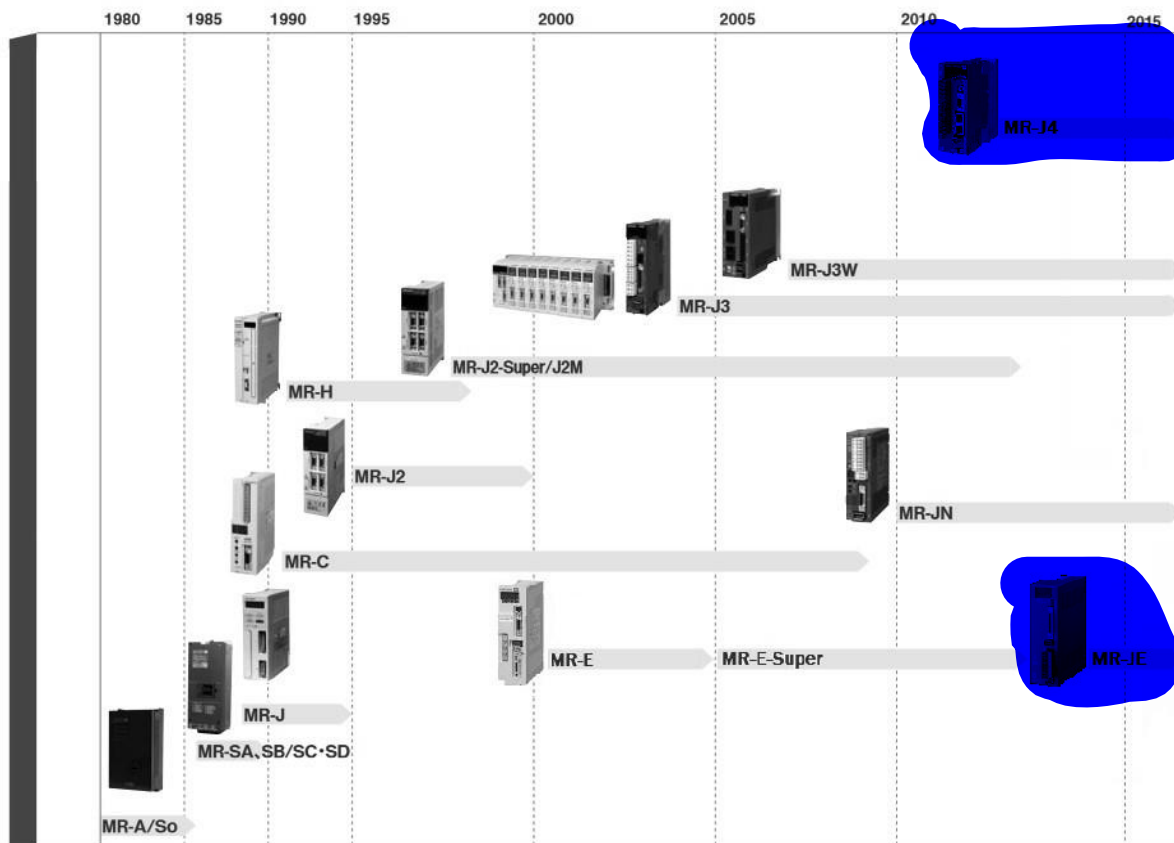 1980 1985 1990 1995 2000 2005 2010 2015
MR-J4
MR-J3W
MR-J3
MR-J2-Super/J2M
MR-H
MR-J2
MR-JN
MR-C
MR-E
MR-E-Super
MR-JE
MR-J
MR-SA、SB/SC・SD
MR-A/So